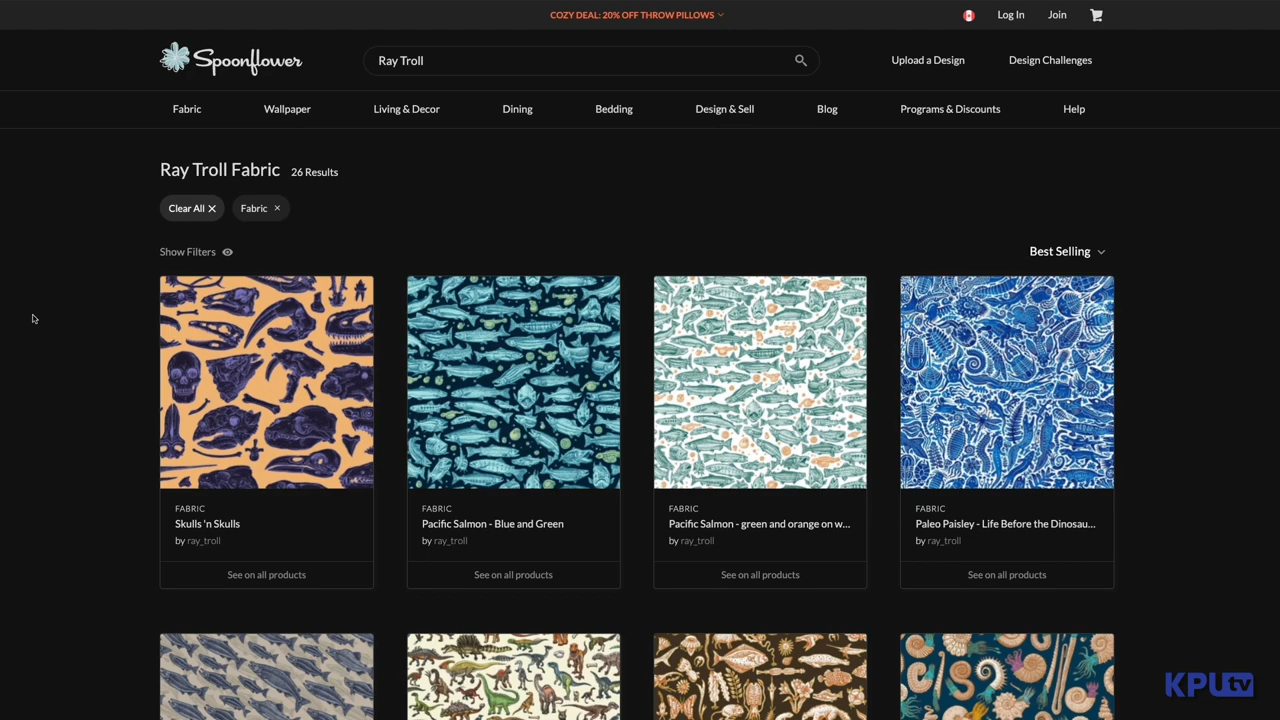 COZY DEAL: 20% OFF THROW PILLOWS
Log In
Join
Spoonflower
Ray Troll
Upload a Design
Design Challenges
Fabric
Wallpaper
Living & Decor
Dining
Bedding
Design & Sell
Blog
Programs & Discounts
Help
Ray Troll Fabric 26 Results
Clear All
Fabric
Show Filters
Best Selling
FABRIC
Skulls 'n Skulls
by ray_troll
See on all products
FABRIC
Pacific Salmon - Blue and Green
by ray_troll
See on all products
FABRIC
Pacific Salmon - green and orange on w...
by ray_troll
See on all products
FABRIC
Paleo Paisley - Life Before the Dinosau...
by ray_troll
See on all products
KPUtv